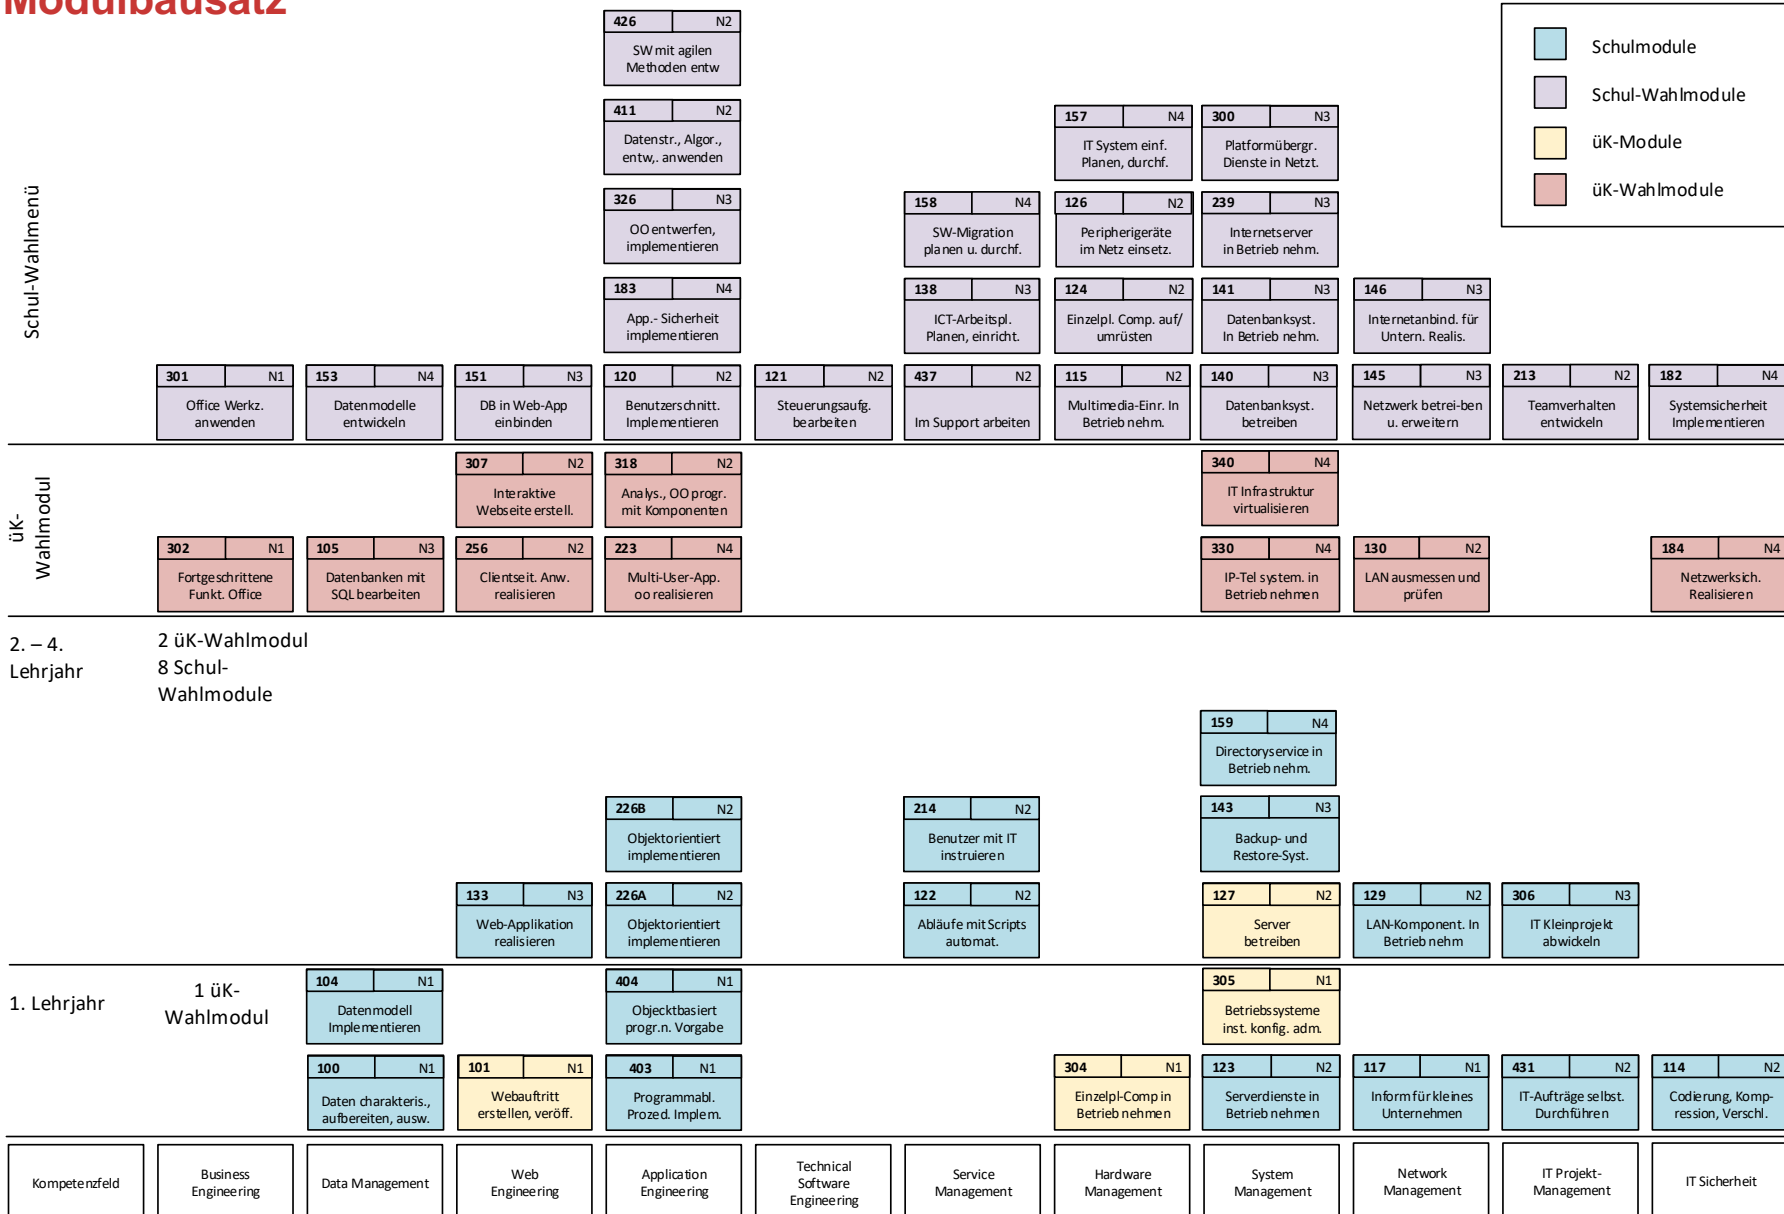 Modulbausatz
Schulmodule
Schul-Wahlmodule
üK-Module
üK-Wahlmodule
Schul-Wahlmenü
426 N2
SW mit agilen
Methoden entw
411 N2
Datenstr., Algor.,
entw,. anwenden
157 N4
IT System einf.
Planen, durchf.
300 N3
Platformübergr.
Dienste in Netzt.
326 N3
OO entwerfen,
implementieren
158 N4
SW-Migration
planen u. durchf.
126 N2
Peripherigeräte
im Netz einsetz.
239 N3
Internetserver
in Betrieb nehm.
183 N4
App.- Sicherheit
implementieren
138 N3
ICT-Arbeitspl.
Planen, einricht.
124 N2
Einzelpl. Comp. auf/
umrüsten
141 N3
Datenbanksyst.
In Betrieb nehm.
146 N3
Internetanbind. für
Untern. Realis.
301 N1
Office Werkz.
anwenden
153 N4
Datenmodelle
entwickeln
151 N3
DB in Web-App
einbinden
120 N2
Benutzerschnitt.
Implementieren
121 N2
Steuerungsaufg.
bearbeiten
437 N2
Im Support arbeiten
115 N2
Multimedia-Einr. In
Betrieb nehm.
140 N3
Datenbanksyst.
betreiben
145 N3
Netzwerk betrei-ben
u. erweitern
213 N2
Teamverhalten
entwickeln
182 N4
Systemsicherheit
Implementieren
üK-
Wahlmodul
307 N2
Interaktive
Webseite erstell.
318 N2
Analys., OO progr.
mit Komponenten
340 N4
IT Infrastruktur
virtualisieren
302 N1
Fortgeschrittene
Funkt. Office
105 N3
Datenbanken mit
SQL bearbeiten
256 N2
Clientseit. Anw.
realisieren
223 N4
Multi-User-App.
oo realisieren
330 N4
IP-Tel system. in
Betrieb nehmen
130 N2
LAN ausmessen und
prüfen
184 N4
Netzwerksich.
Realisieren
2. – 4.
Lehrjahr
2 üK-Wahlmodul
8 Schul-
Wahlmodule
159 N4
Directoryservice in
Betrieb nehm.
226B N2
Objektorientiert
implementieren
214 N2
Benutzer mit IT
instruieren
143 N3
Backup- und
Restore-Syst.
133 N3
Web-Applikation
realisieren
226A N2
Objektorientiert
implementieren
122 N2
Abläufe mit Scripts
automat.
127 N2
Server
betreiben
129 N2
LAN-Komponent. In
Betrieb nehm
306 N3
IT Kleinprojekt
abwickeln
1. Lehrjahr
1 üK-
Wahlmodul
104 N1
Datenmodell
Implementieren
404 N1
Objecktbasiert
progr.n. Vorgabe
305 N1
Betriebssysteme
inst. konfig. adm.
100 N1
Daten charakteris.,
aufbereiten, ausw.
101 N1
Webauftritt
erstellen, veröff.
403 N1
Programmabl.
Prozed. Implem.
304 N1
Einzelpl-Comp in
Betrieb nehmen
123 N2
Serverdienste in
Betrieb nehmen
117 N1
Inform für kleines
Unternehmen
431 N2
IT-Aufträge selbst.
Durchführen
114 N2
Codierung, Komp-
ression, Verschl.
Kompetenzfeld
Business
Engineering
Data Management
Web
Engineering
Application
Engineering
Technical
Software
Engineering
Service
Management
Hardware
Management
System
Management
Network
Management
IT Projekt-
Management
IT Sicherheit